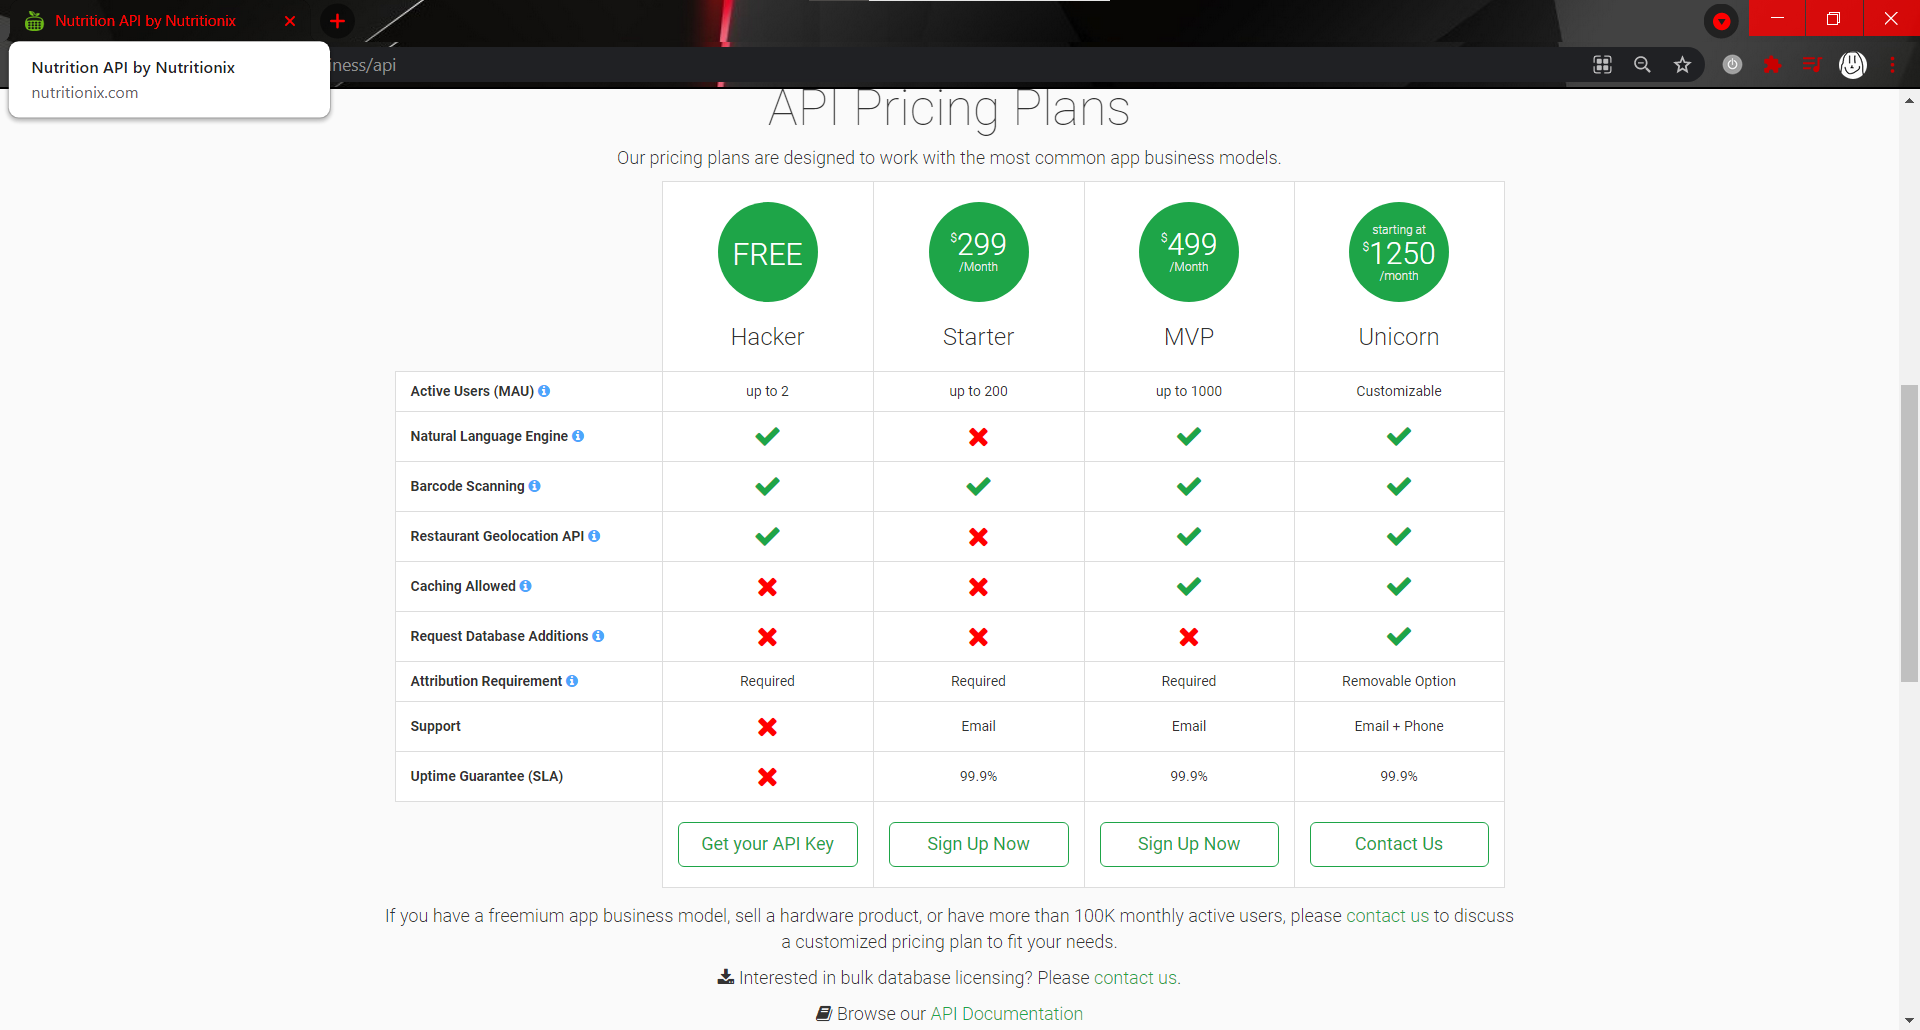 Nutrition API by Nutritionix
Nutrition API by Nutritionix
nutritionix.com
iness/api
API Pricing Plans
Our pricing plans are designed to work with the most common app business models.
FREE
$299
/Month
$499
/Month
starting at
$1250
/month
Hacker Starter MVP Unicorn
Active Users (MAU) up to 2 up to 200 up to 1000 Customizable
Natural Language Engine
Barcode Scanning
Restaurant Geolocation API
Caching Allowed
Request Database Additions
Attribution Requirement Required Required Required Removable Option
Support Email Email Email + Phone
Uptime Guarantee (SLA) 99.9% 99.9% 99.9%
Get your API Key Sign Up Now Sign Up Now Contact Us
If you have a freemium app business model, sell a hardware product, or have more than 100K monthly active users, please contact us to discuss
a customized pricing plan to fit your needs.
Interested in bulk database licensing? Please contact us.
Browse our API Documentation